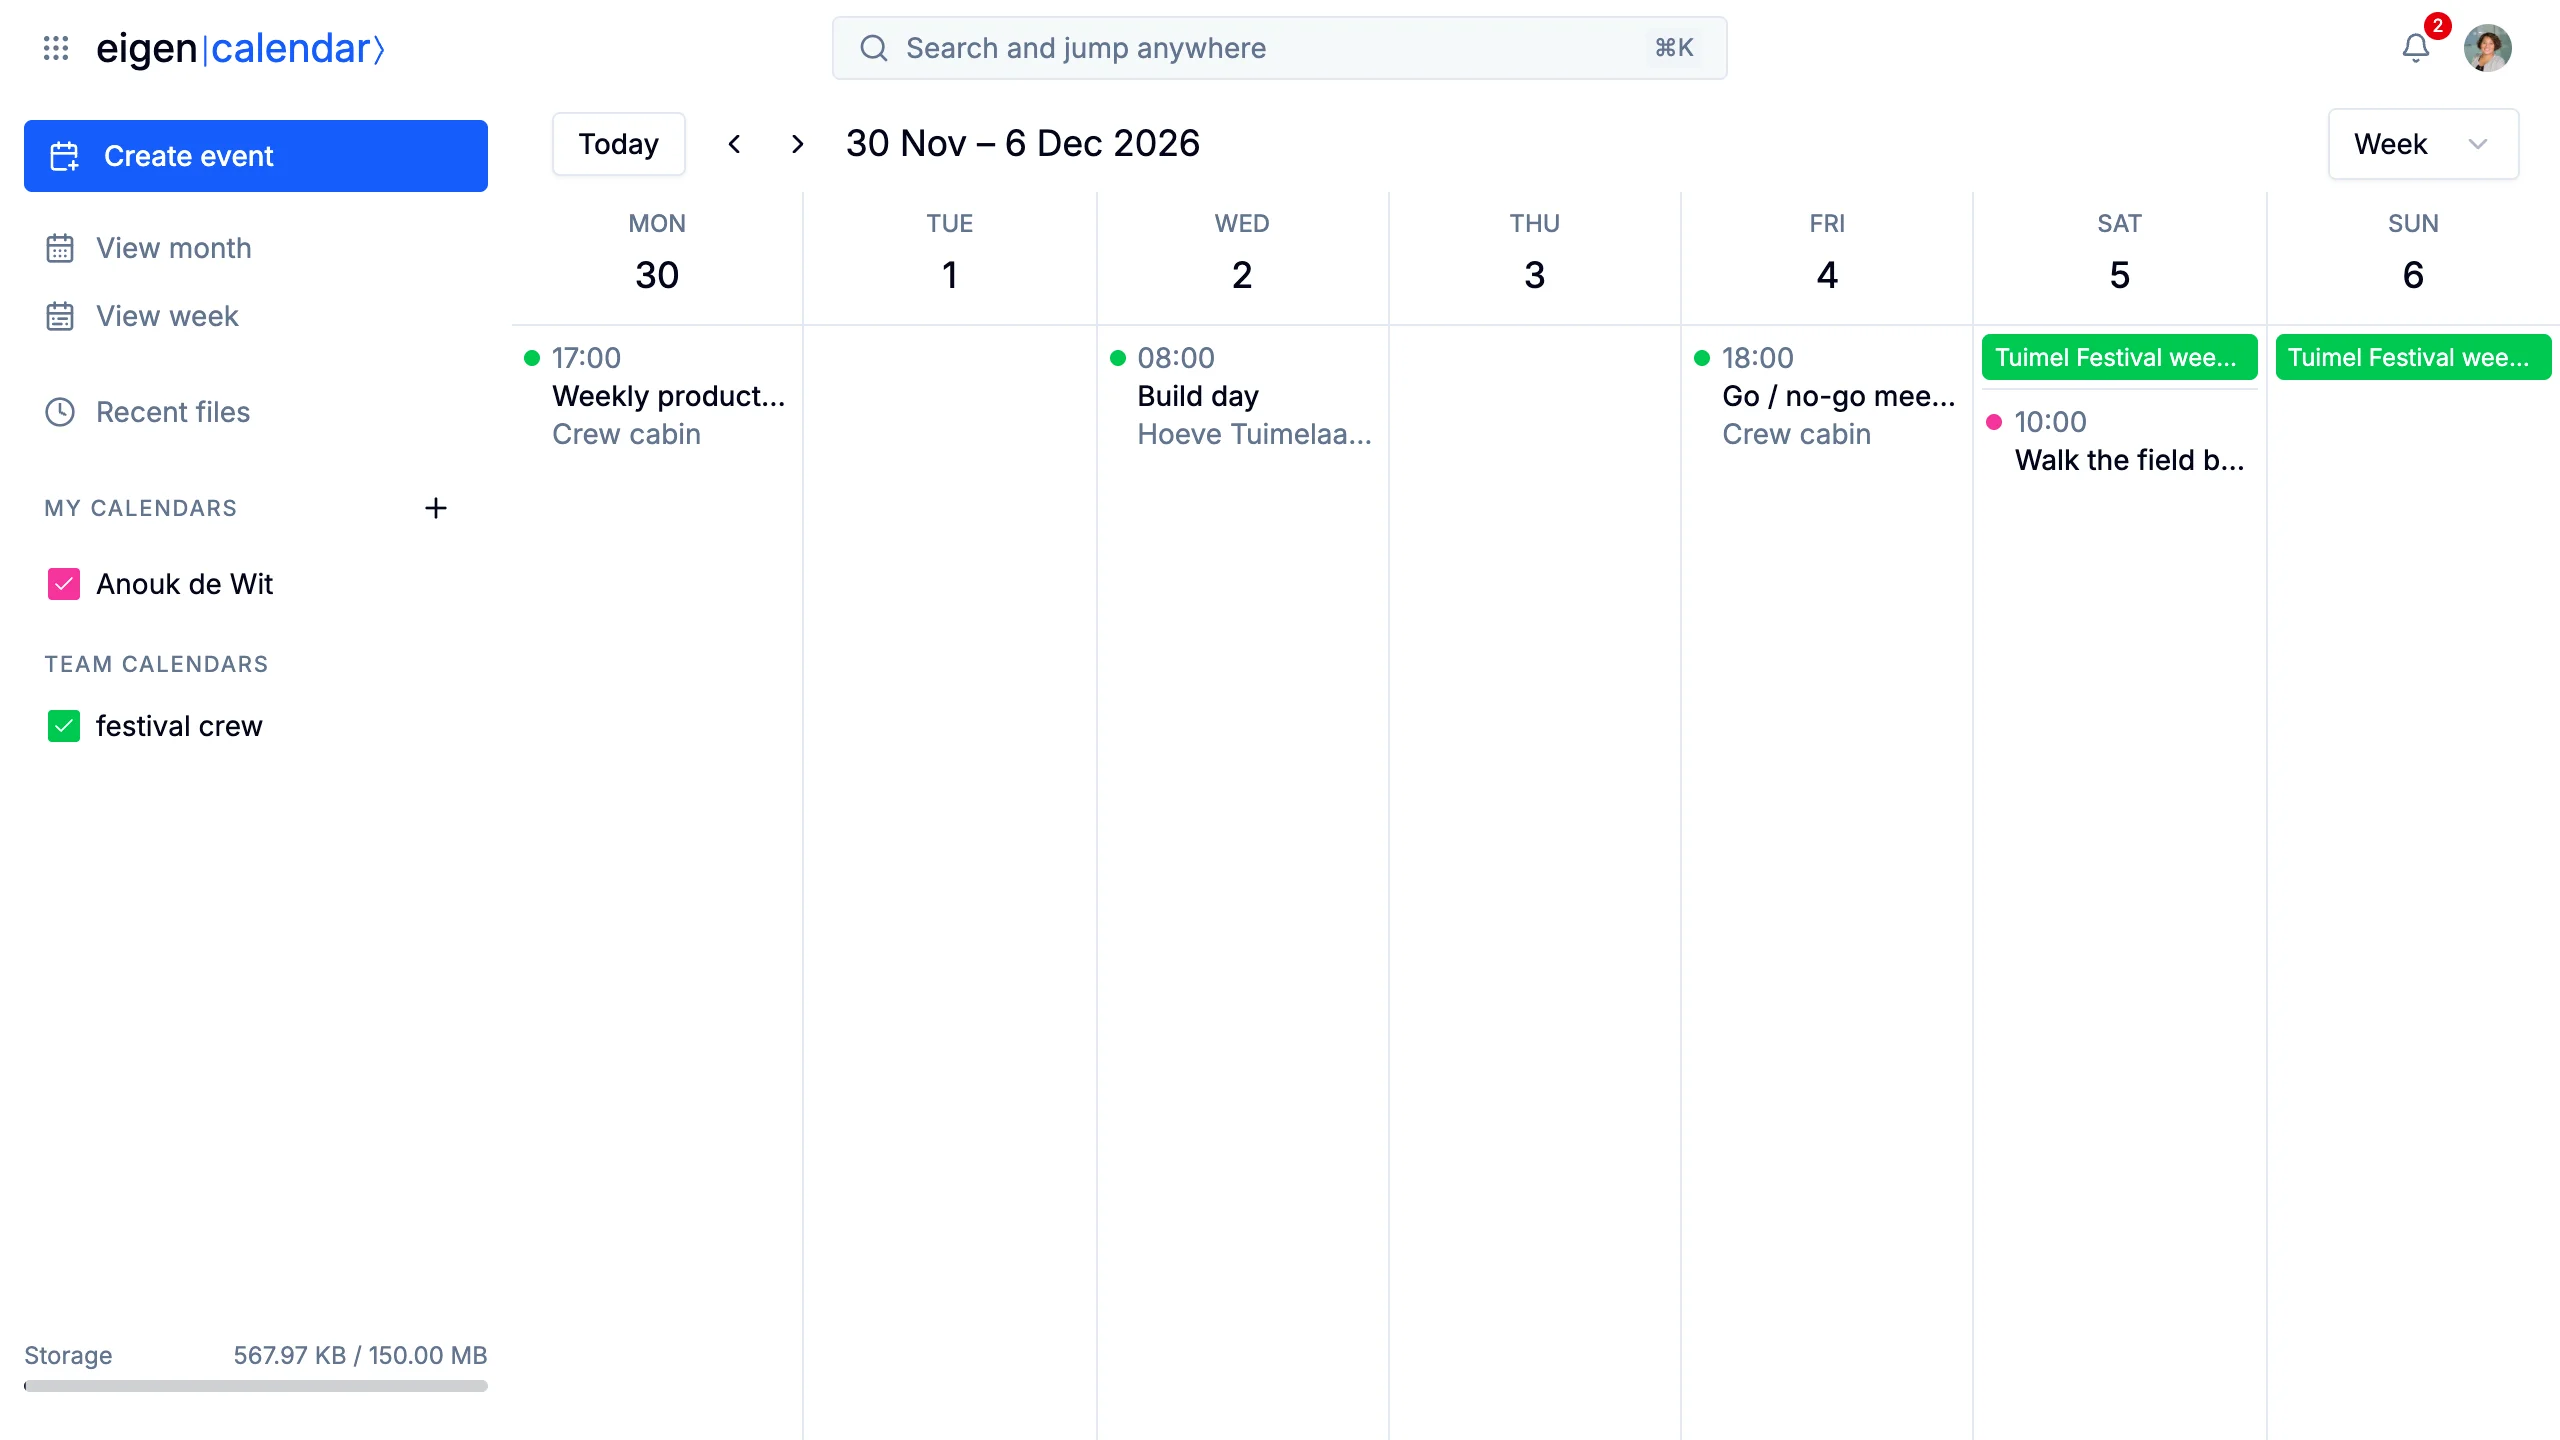 eigen|calendar
Search and jump anywhere
⌘K
2
Create event
Today
30 Nov – 6 Dec 2026
Week
View month
View week
Recent files
MY CALENDARS
Anouk de Wit
TEAM CALENDARS
festival crew
Storage
567.97 KB / 150.00 MB
MON
30
17:00
Weekly product...
Crew cabin
TUE
1
WED
2
08:00
Build day
Hoeve Tuimelaa...
THU
3
FRI
4
18:00
Go / no-go mee...
Crew cabin
SAT
5
Tuimel Festival wee...
10:00
Walk the field b...
SUN
6
Tuimel Festival wee...